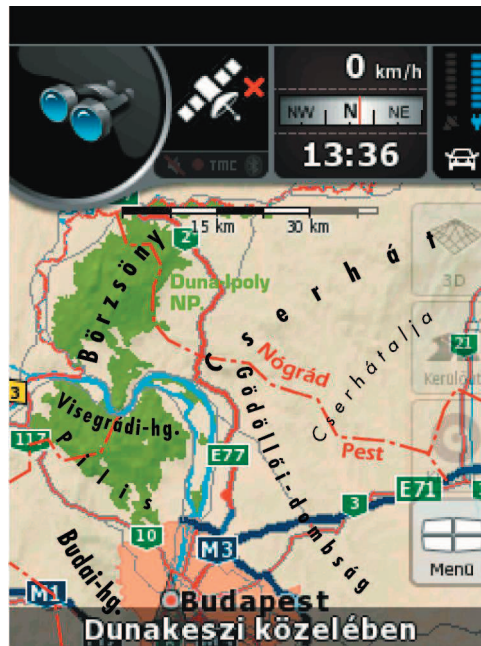 0 km/h
NW N NE
TMC
13:36
15 km 30 km
2
Börzsöny
Duna-Ipoly
NP
Cserhát
3D
Nógrád
Cserhátalja
21
Gödöllői-dombság
3
Visegrádi-hg.
117
Pilis
E77
Pest
E71
3
10
M3
Budai-hg.
Menü
M1
Budapest
Dunakeszi közelében